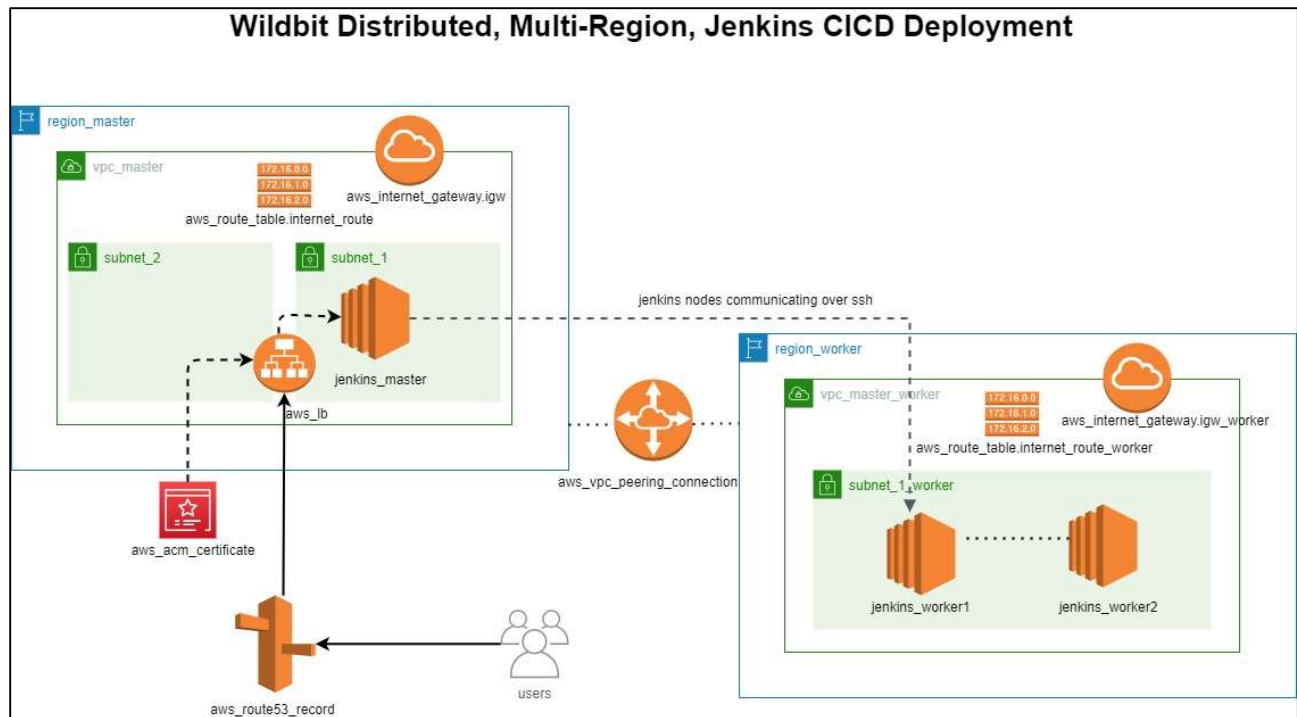 Wildbit Distributed, Multi-Region, Jenkins CICD Deployment
region_master
vpc_master
172.16.0.0
172.16.1.0
172.16.2.0
aws_route_table.internet_route
aws_internet_gateway.igw
subnet_2
subnet_1
jenkins_master
aws_lb
jenkins nodes communicating over ssh
aws_vpc_peering_connection
region_worker
vpc_master_worker
172.16.0.0
172.16.1.0
172.16.2.0
aws_internet_gateway.igw_worker
aws_route_table.internet_route_worker
subnet_1_worker
jenkins_worker1
jenkins_worker2
aws_acm_certificate
aws_route53_record
users